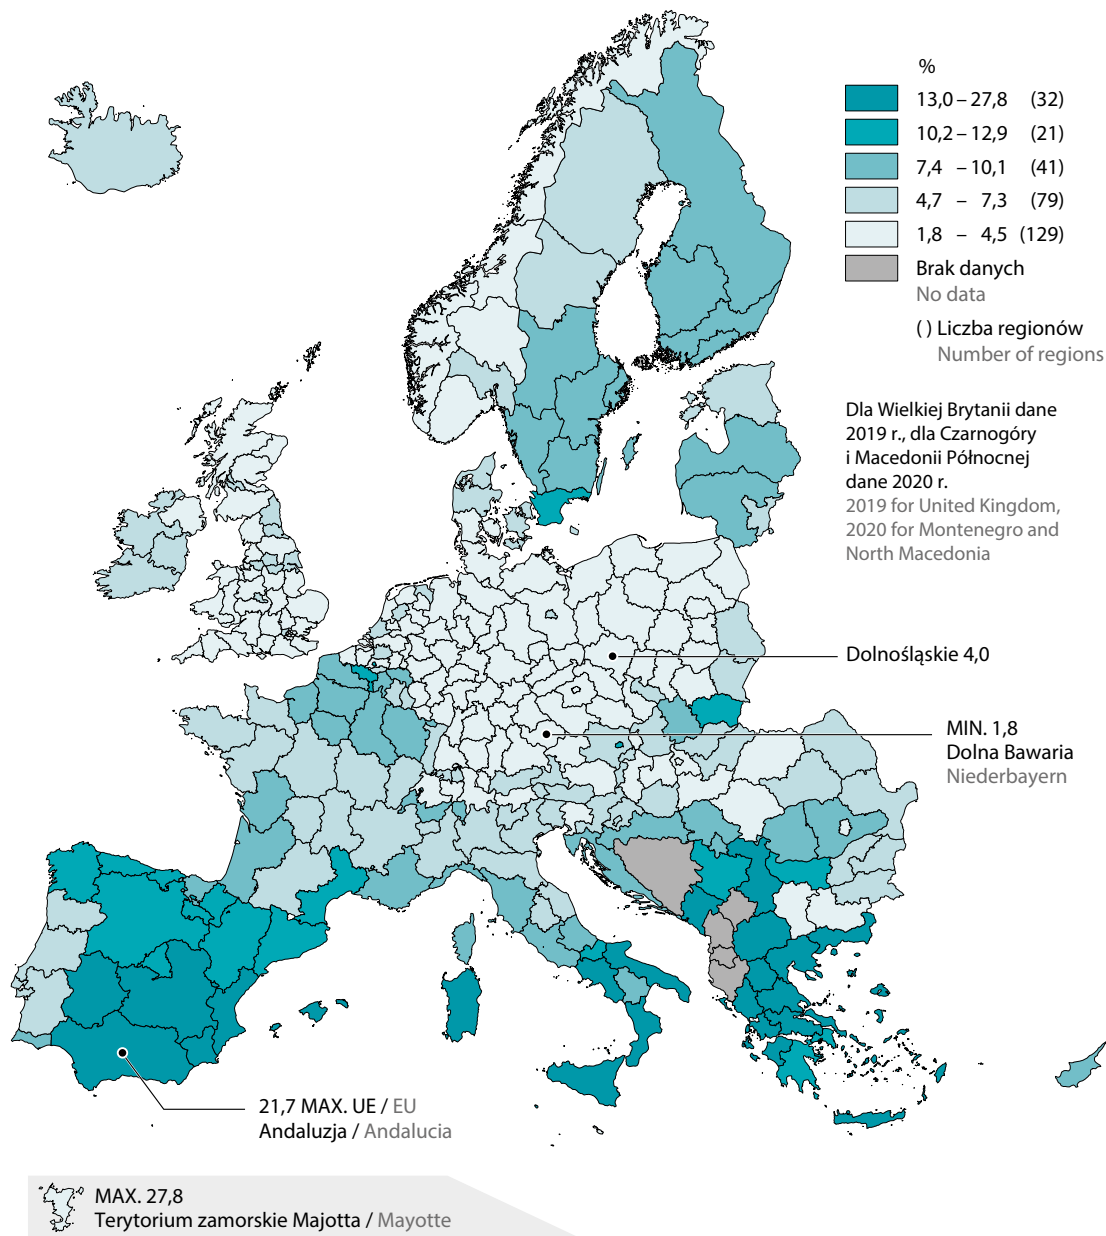 %
13,0 – 27,8 (32)
10,2 – 12,9 (21)
7,4 – 10,1 (41)
4,7 – 7,3 (79)
1,8 – 4,5 (129)
Brak danych
No data
( ) Liczba regionów
Number of regions
Dla Wielkiej Brytanii dane
2019 r., dla Czarnogóry
i Macedonii Północnej
dane 2020 r.
2019 for United Kingdom,
2020 for Montenegro and
North Macedonia
Dolnośląskie 4,0
MIN. 1,8
Dolna Bawaria
Niederbayern
21,7 MAX. UE / EU
Andaluzja / Andalucia
MAX. 27,8
Terytorium zamorskie Majotta / Mayotte